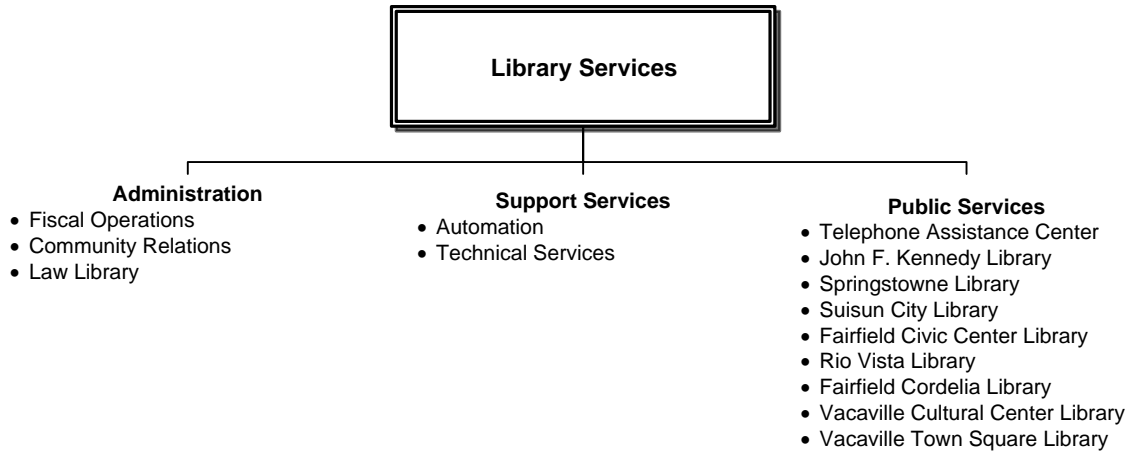 Library Services
Administration
• Fiscal Operations
• Community Relations
• Law Library
Support Services
• Automation
• Technical Services
Public Services
• Telephone Assistance Center
• John F. Kennedy Library
• Springstowne Library
• Suisun City Library
• Fairfield Civic Center Library
• Rio Vista Library
• Fairfield Cordelia Library
• Vacaville Cultural Center Library
• Vacaville Town Square Library